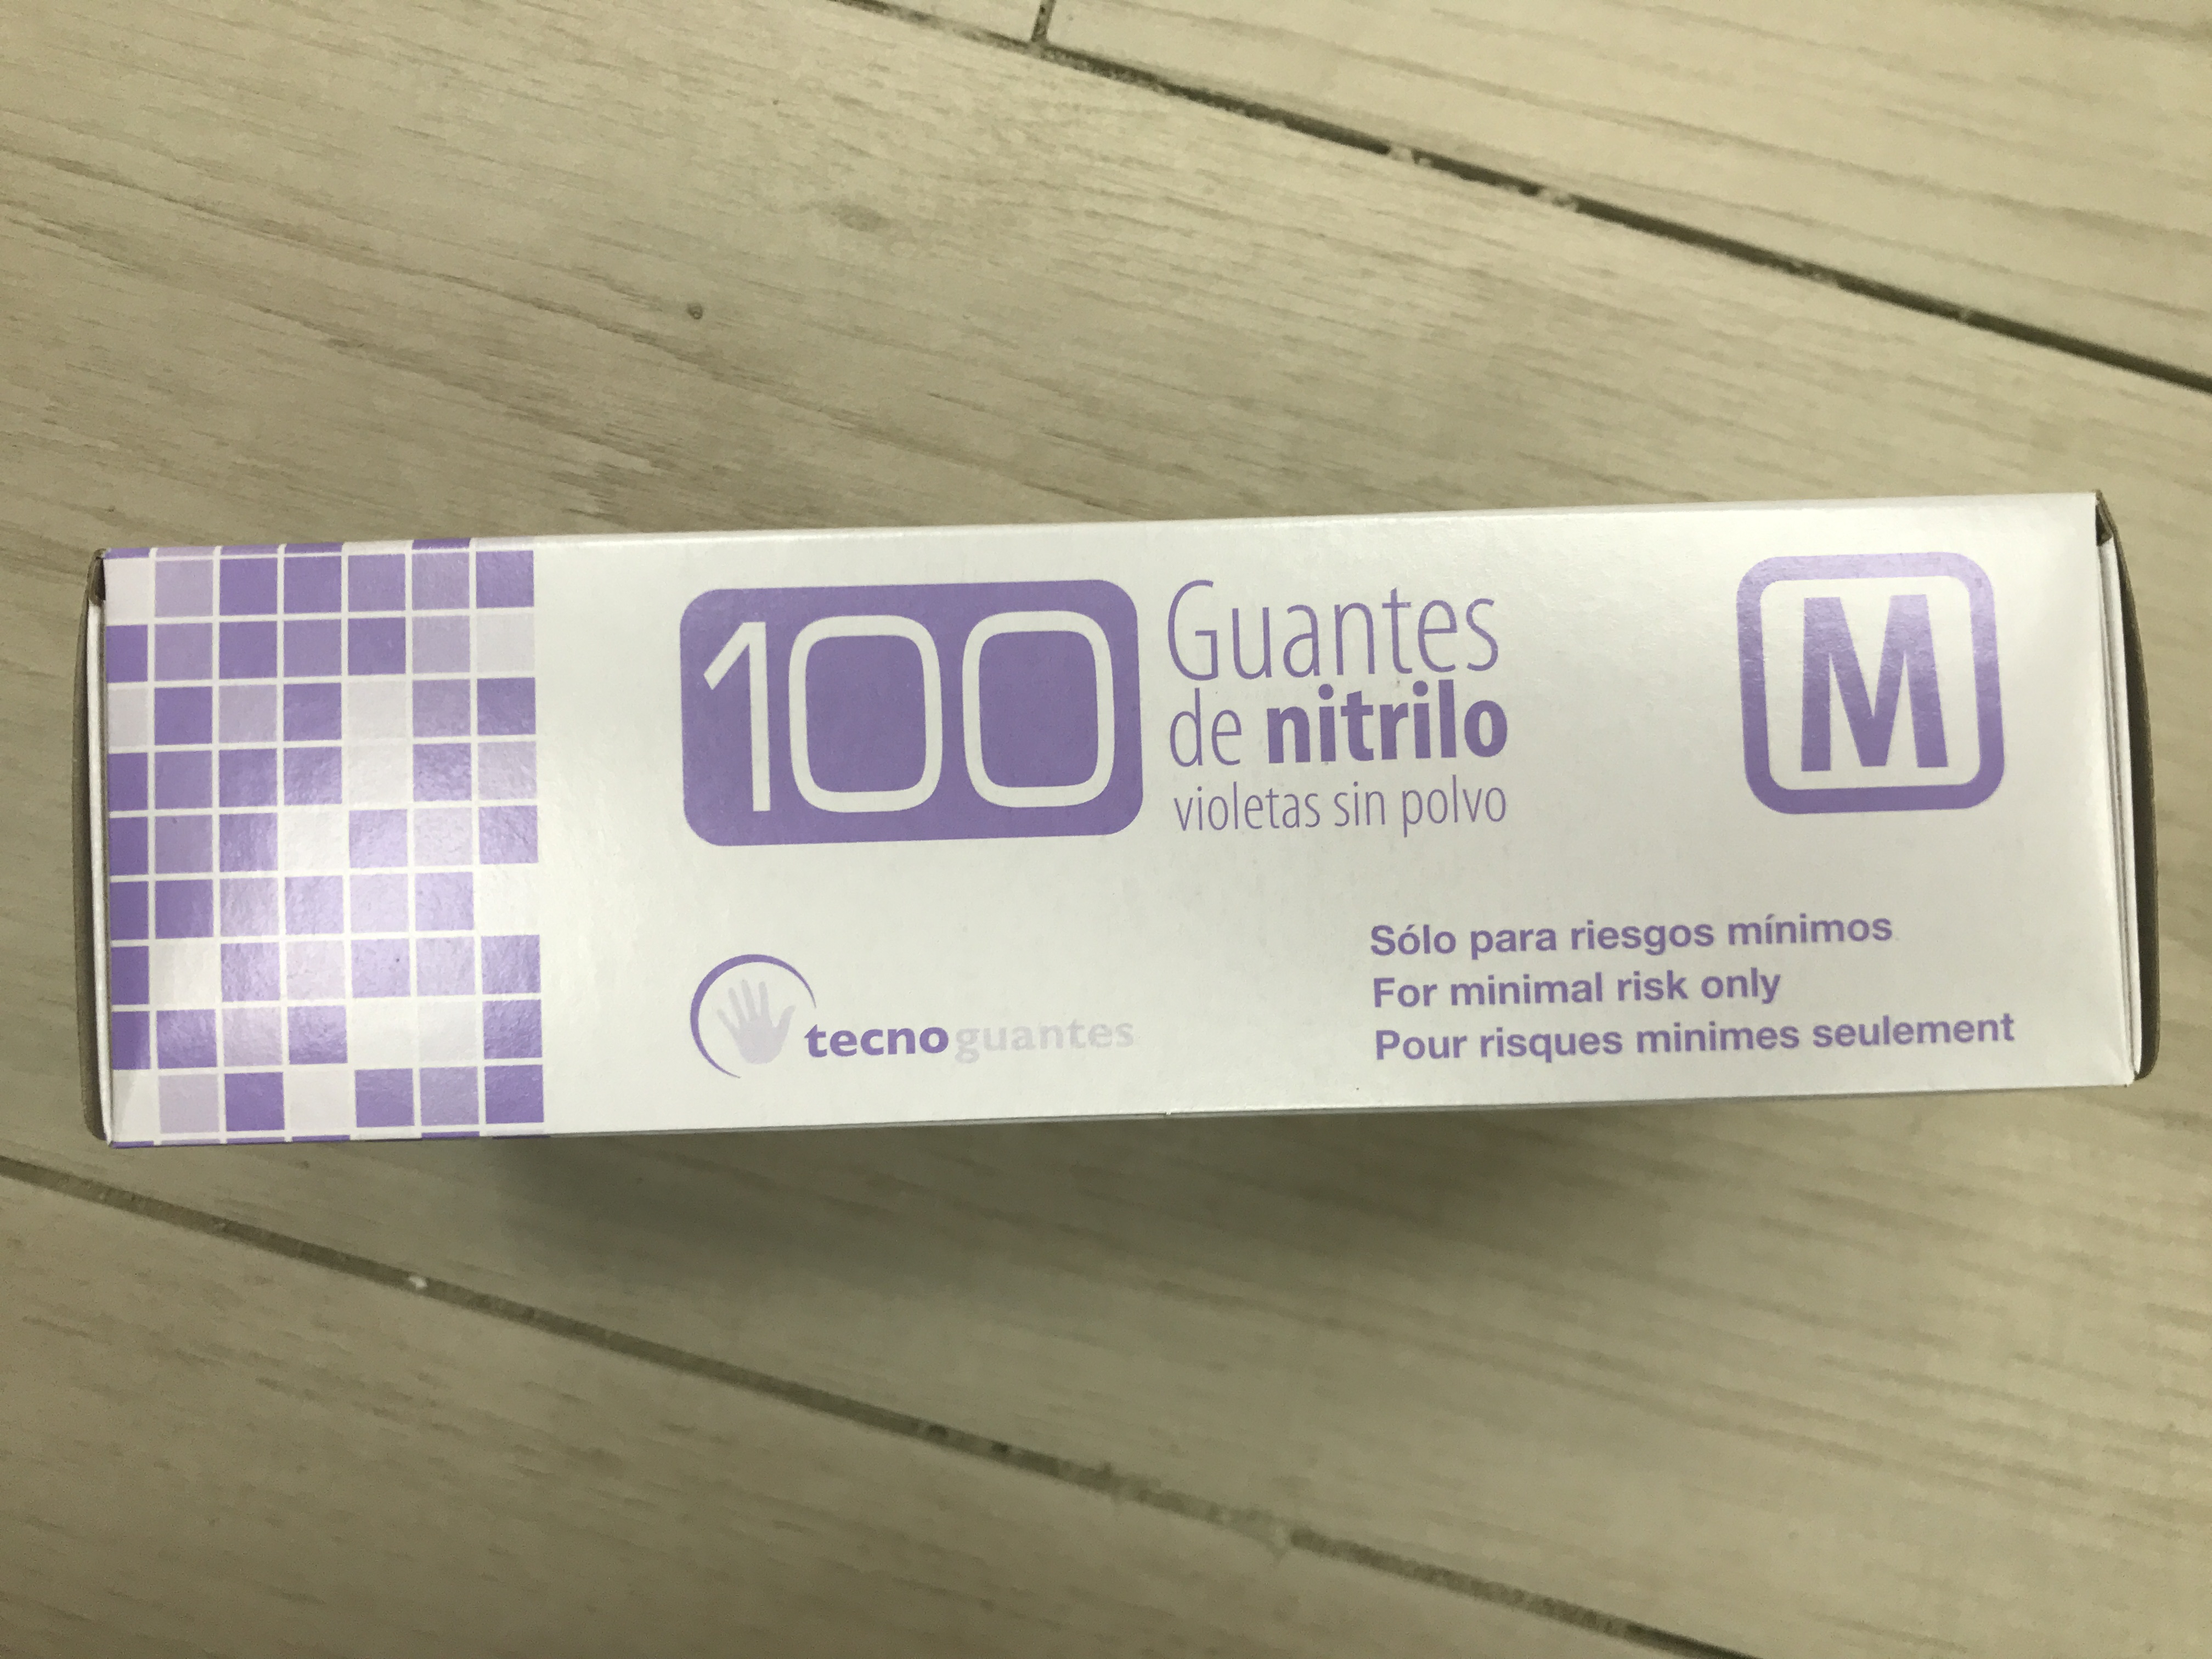 100
Guantes
de nitrilo
violetas sin polvo
M
tecnoguantes
Sólo para riesgos mínimos
For minimal risk only
Pour risques minimes seulement